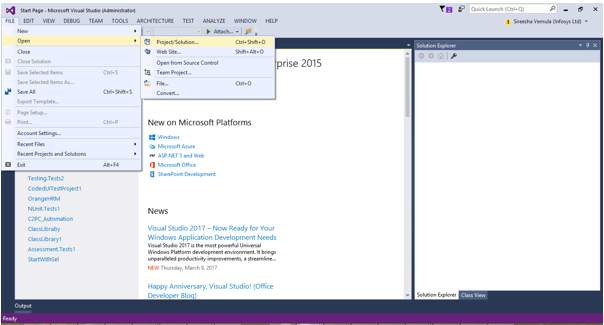 Start Page - Microsoft Visual Studio (Administrator)
2
Quick Launch (Ctrl+Q)
FILE EDIT VIEW DEBUG TEAM TOOLS ARCHITECTURE TEST ANALYZE WINDOW HELP
Sireesha Vemula (Infosys Ltd)
New
Open
Close
Close Solution
Save Selected Items Ctrl+S
Save Selected Items As...
Save All Ctrl+Shift+S
Export Template...
Page Setup...
Print... Ctrl+P
Account Settings...
Recent Files
Recent Projects and Solutions
Exit Alt+F4
Attach...
Project/Solution... Ctrl+Shift+O
Web Site... Shift+Alt+O
Open from Source Control
Team Project...
File... Ctrl+O
Convert...
erprise 2015
New on Microsoft Platforms
Windows
Microsoft Azure
ASP.NET 5 and Web
Microsoft Office
SharePoint Development
Testing.Tests2
CodedUITestProject1
OrangeHRM
NUnit.Tests1
C2PC_Automation
ClassLibraby
ClassLibrary1
Assessment.Tests1
StartWithSel
News
Visual Studio 2017 – Now Ready for Your
Windows Application Development Needs
Visual Studio 2017 is the most powerful Universal
Windows Platform development environment. It brings
unparalleled productivity improvements, a streamline...
NEW Thursday, March 9, 2017
Happy Anniversary, Visual Studio! (Office
Developer Blog)
Solution Explorer
Solution Explorer Class View
Output
Ready